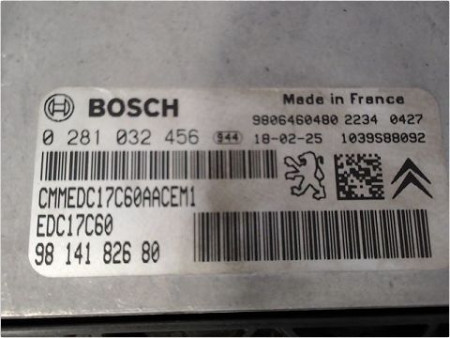 BOSCH
Made in France
9806460480 2234 0427
0 281 032 456 S44 18-02-25 1039S88092
CMMEDC17C60AACEM1
EDC17C60
98 141 826 80